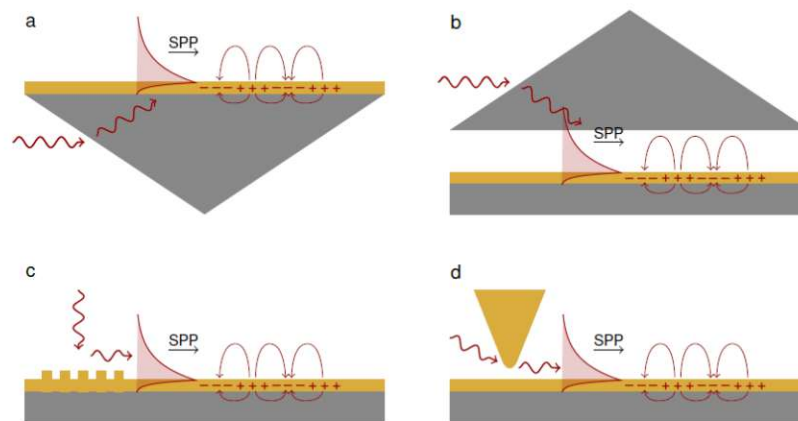 a
SPP
− − − + + + − − − + + +
b
SPP
− − − + + + − − − + + +
c
SPP
− − − + + + − − − + + +
d
SPP
− − − + + + − − − + + +